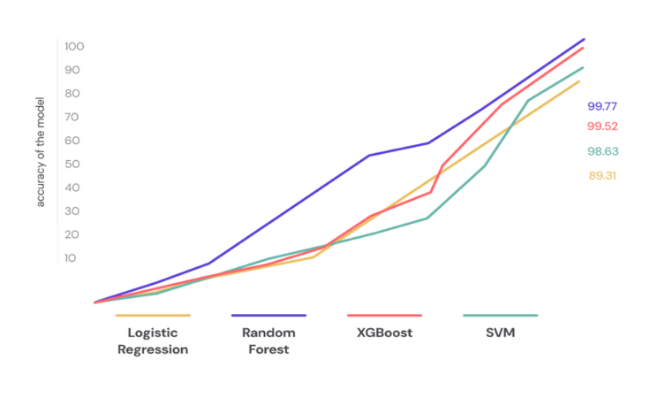 100
90
80
70
60
50
40
30
20
10
accuracy of the model
99.77
99.52
98.63
89.31
Logistic
Regression
Random
Forest
XGBoost
SVM